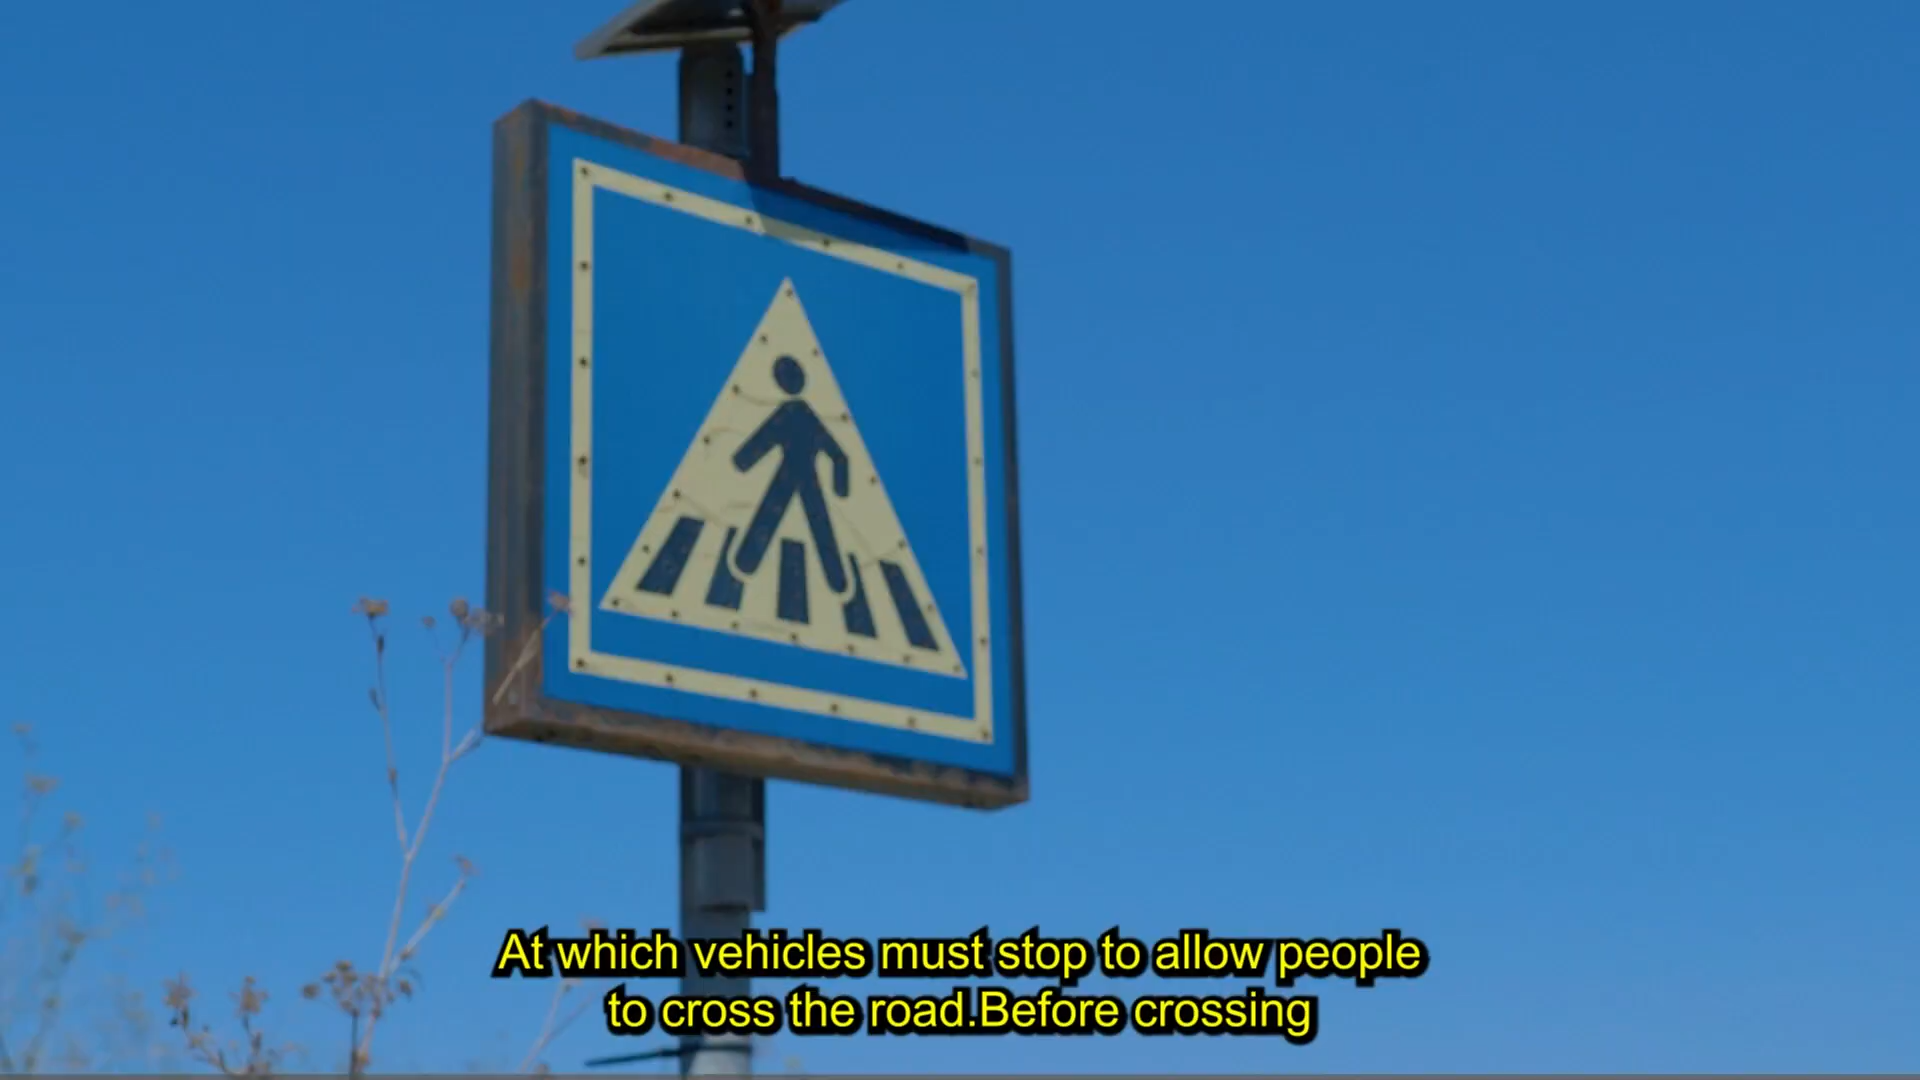 At which vehicles must stop to allow people
to cross the road.Before crossing